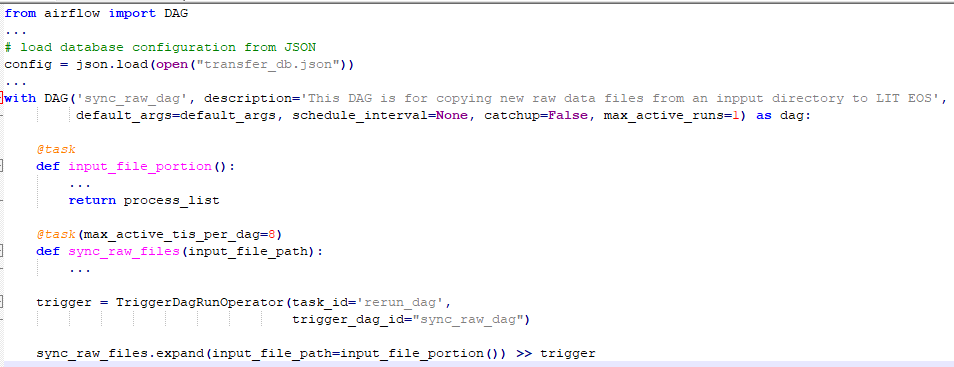 from airflow import DAG
...
# load database configuration from JSON
config = json.load(open("transfer_db.json"))
...
with DAG('sync_raw_dag', description='This DAG is for copying new raw data files from an inpput directory to LIT EOS',
         default_args=default_args, schedule_interval=None, catchup=False, max_active_runs=1) as dag:
    @task
    def input_file_portion():
        ...
        return process_list
    @task(max_active_tis_per_dag=8)
    def sync_raw_files(input_file_path):
        ...
    trigger = TriggerDagRunOperator(task_id='rerun_dag',
                                    trigger_dag_id="sync_raw_dag")
    sync_raw_files.expand(input_file_path=input_file_portion()) >> trigger